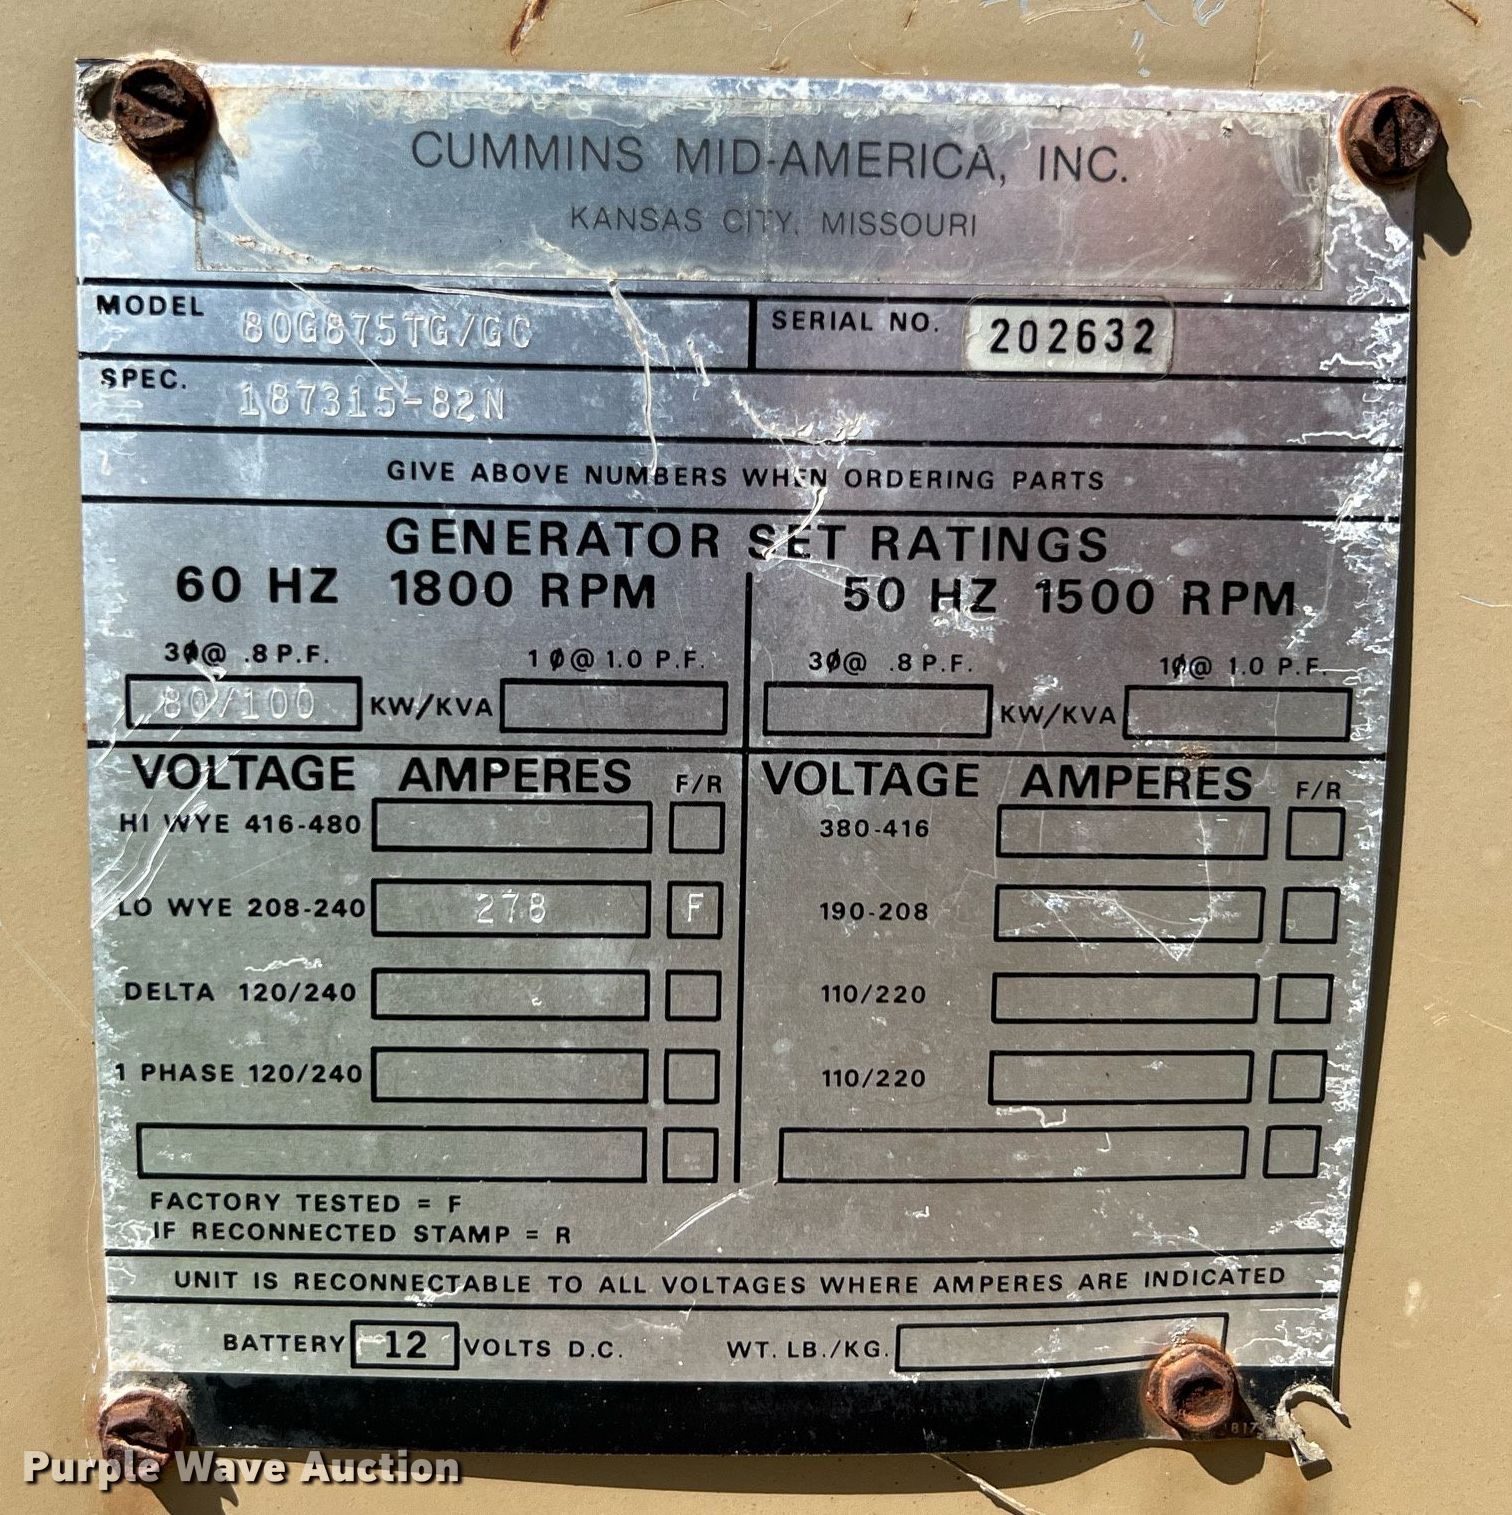 CUMMINS MID-AMERICA, INC.
KANSAS CITY, MISSOURI
MODEL 80G875TG/GC SERIAL NO. 202632
SPEC. 187315-82N
GIVE ABOVE NUMBERS WHEN ORDERING PARTS
GENERATOR SET RATINGS
60 HZ 1800 RPM 50 HZ 1500 RPM
3Ø@ .8 P.F. 1Ø@ 1.0 P.F. 3Ø@ .8 P.F. 1Ø@ 1.0 P.F.
80/100 KW/KVA KW/KVA
VOLTAGE AMPERES F/R VOLTAGE AMPERES F/R
HI WYE 416-480 380-416
LO WYE 208-240 278 F 190-208
DELTA 120/240 110/220
1 PHASE 120/240 110/220
FACTORY TESTED = F
IF RECONNECTED STAMP = R
UNIT IS RECONNECTABLE TO ALL VOLTAGES WHERE AMPERES ARE INDICATED
BATTERY 12 VOLTS D.C. WT. LB./KG.
Purple Wave Auction